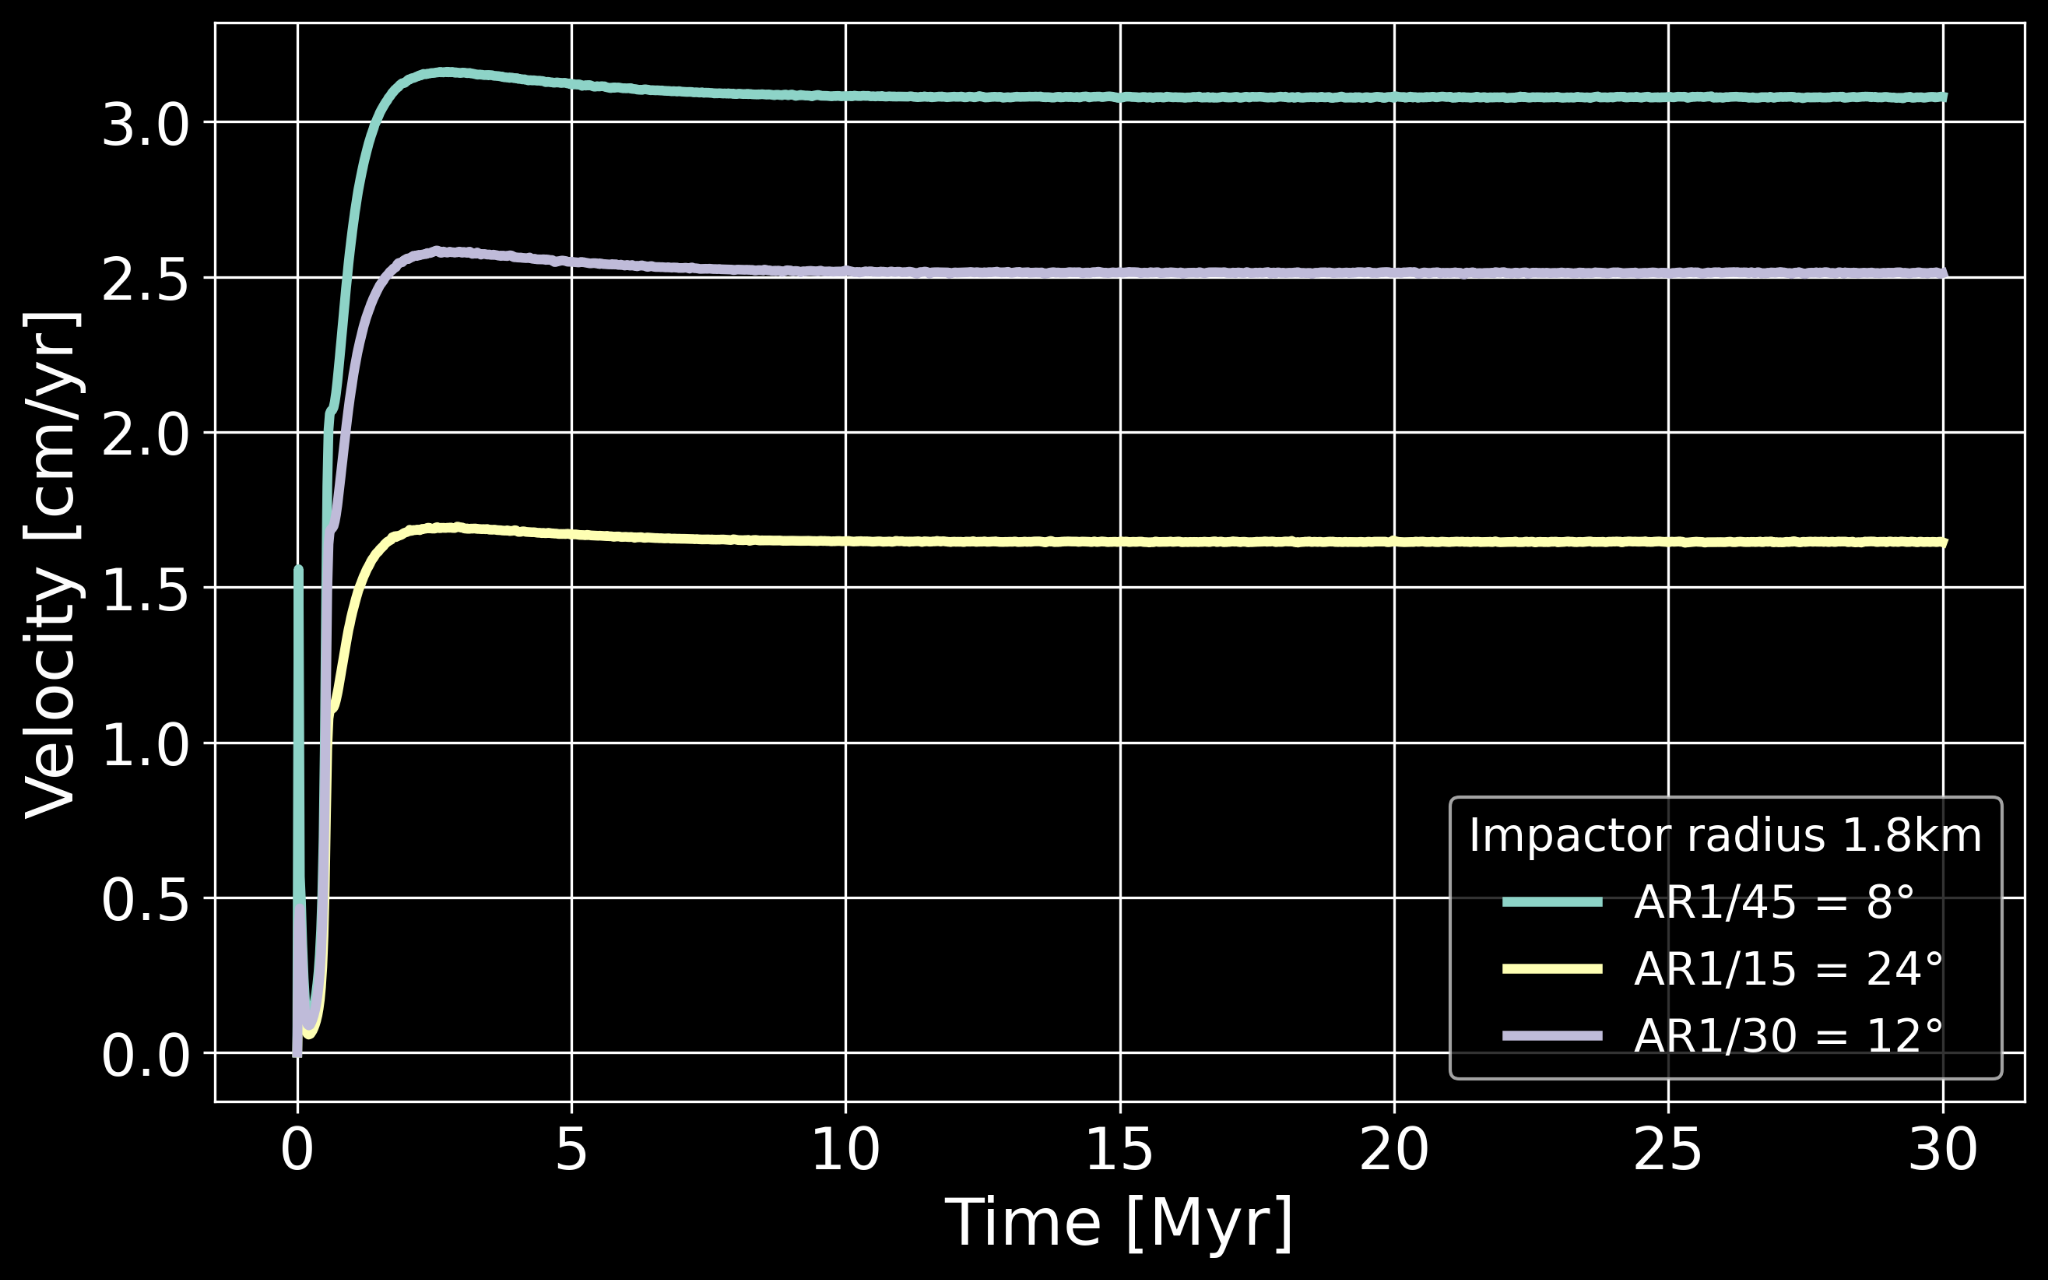 3.0
2.5
2.0
1.5
1.0
0.5
0.0
Velocity [cm/yr]
Impactor radius 1.8km
AR1/45 = 8°
AR1/15 = 24°
AR1/30 = 12°
0 5 10 15 20 25 30
Time [Myr]